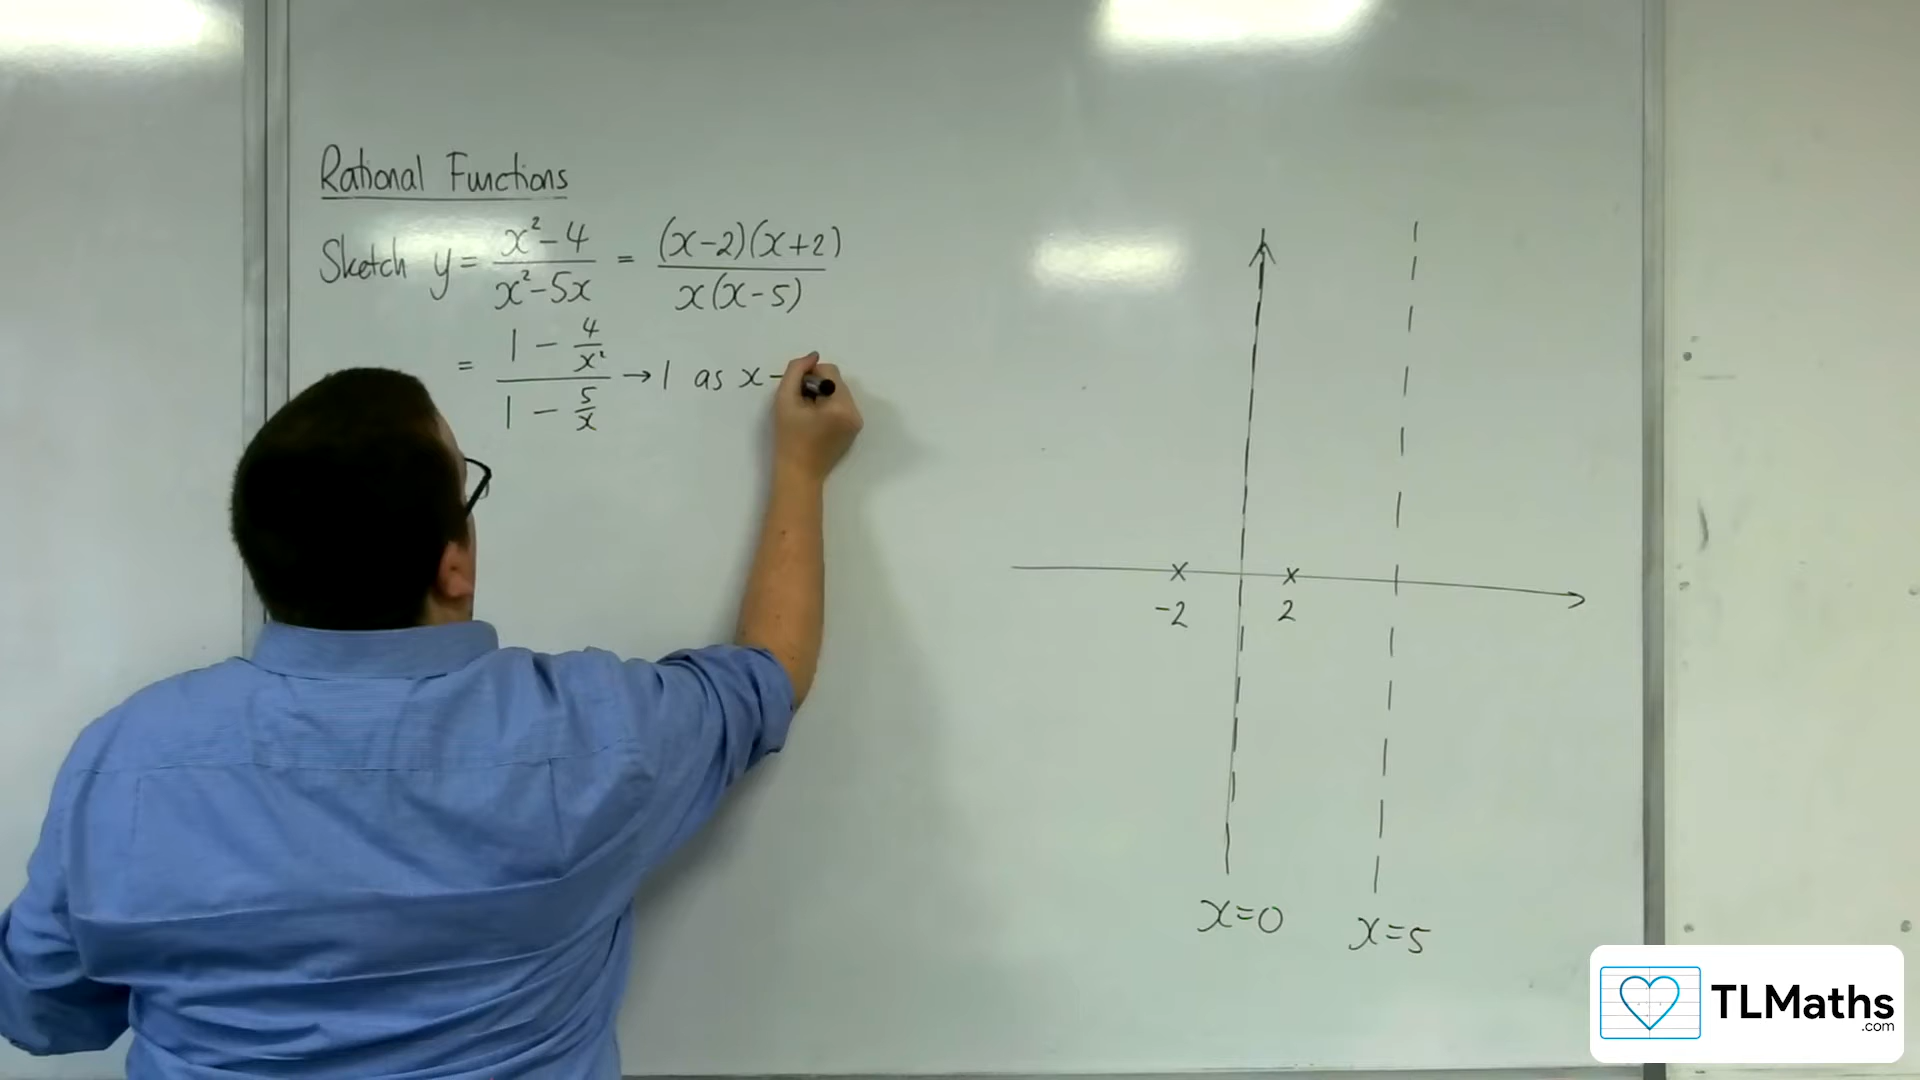 Rational Functions
Sketch y = x²-4 / x²-5x = (x-2)(x+2) / x(x-5)
= 1 - 4/x² / 1 - 5/x → 1 as x -
-2 2
x=0 x=5
TLMaths
.com